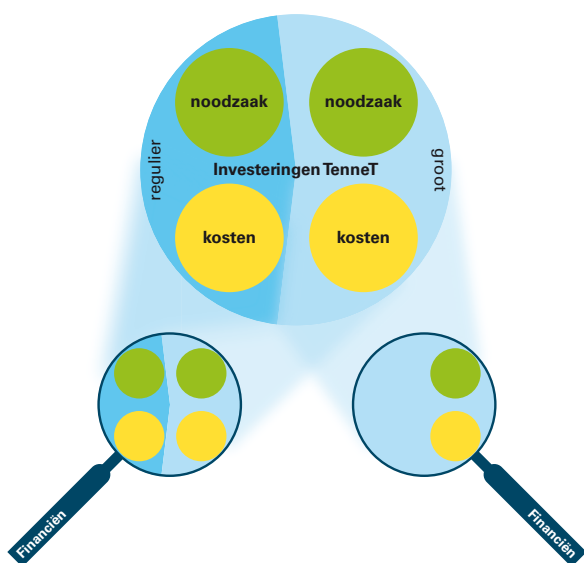 noodzaak
noodzaak
regulier
Investeringen TenneT
groot
kosten
kosten
Financiën
Financiën